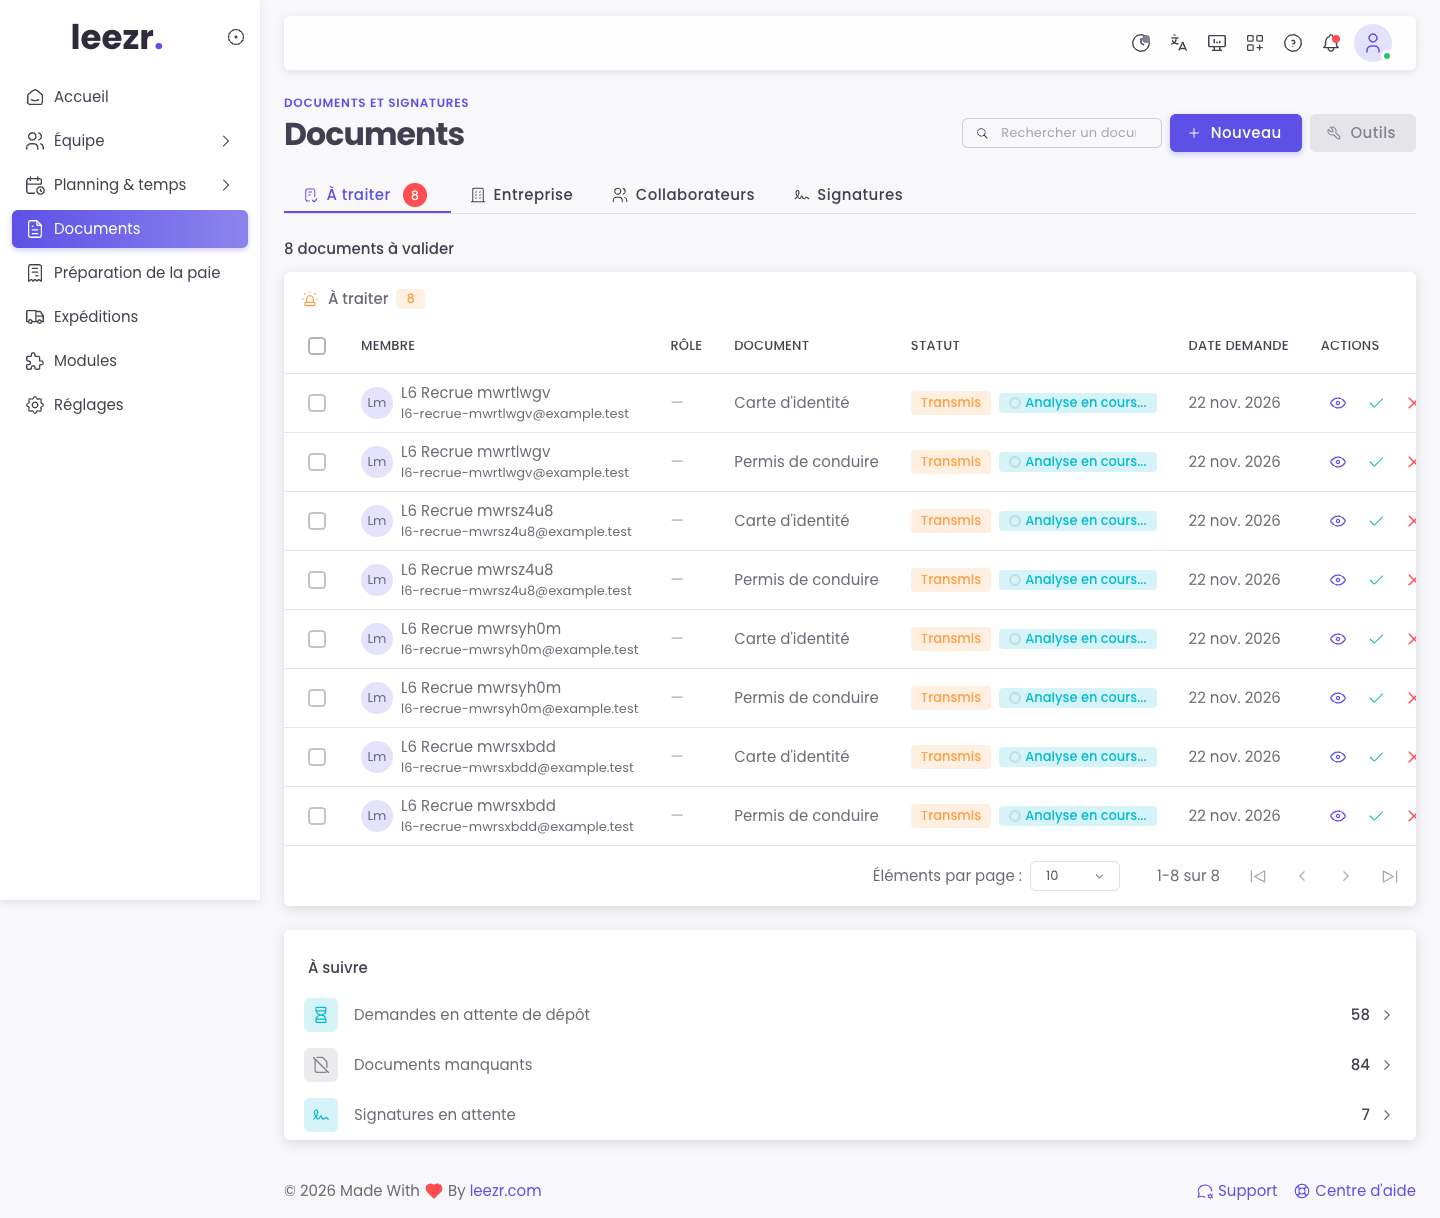 leezr.
Accueil
Équipe
Planning & temps
Documents
Préparation de la paie
Expéditions
Modules
Réglages
DOCUMENTS ET SIGNATURES
Documents
Rechercher un docu
Nouveau
Outils
À traiter 8
Entreprise
Collaborateurs
Signatures
8 documents à valider
À traiter 8
MEMBRE RÔLE DOCUMENT STATUT DATE DEMANDE ACTIONS
Lm L6 Recrue mwrtlwgv — Carte d'identité Transmis Analyse en cours... 22 nov. 2026
l6-recrue-mwrtlwgv@example.test
Lm L6 Recrue mwrtlwgv — Permis de conduire Transmis Analyse en cours... 22 nov. 2026
l6-recrue-mwrtlwgv@example.test
Lm L6 Recrue mwrsz4u8 — Carte d'identité Transmis Analyse en cours... 22 nov. 2026
l6-recrue-mwrsz4u8@example.test
Lm L6 Recrue mwrsz4u8 — Permis de conduire Transmis Analyse en cours... 22 nov. 2026
l6-recrue-mwrsz4u8@example.test
Lm L6 Recrue mwrsyh0m — Carte d'identité Transmis Analyse en cours... 22 nov. 2026
l6-recrue-mwrsyh0m@example.test
Lm L6 Recrue mwrsyh0m — Permis de conduire Transmis Analyse en cours... 22 nov. 2026
l6-recrue-mwrsyh0m@example.test
Lm L6 Recrue mwrsxbdd — Carte d'identité Transmis Analyse en cours... 22 nov. 2026
l6-recrue-mwrsxbdd@example.test
Lm L6 Recrue mwrsxbdd — Permis de conduire Transmis Analyse en cours... 22 nov. 2026
l6-recrue-mwrsxbdd@example.test
Éléments par page : 10 1-8 sur 8
À suivre
Demandes en attente de dépôt 58
Documents manquants 84
Signatures en attente 7
© 2026 Made With By leezr.com
Support
Centre d'aide